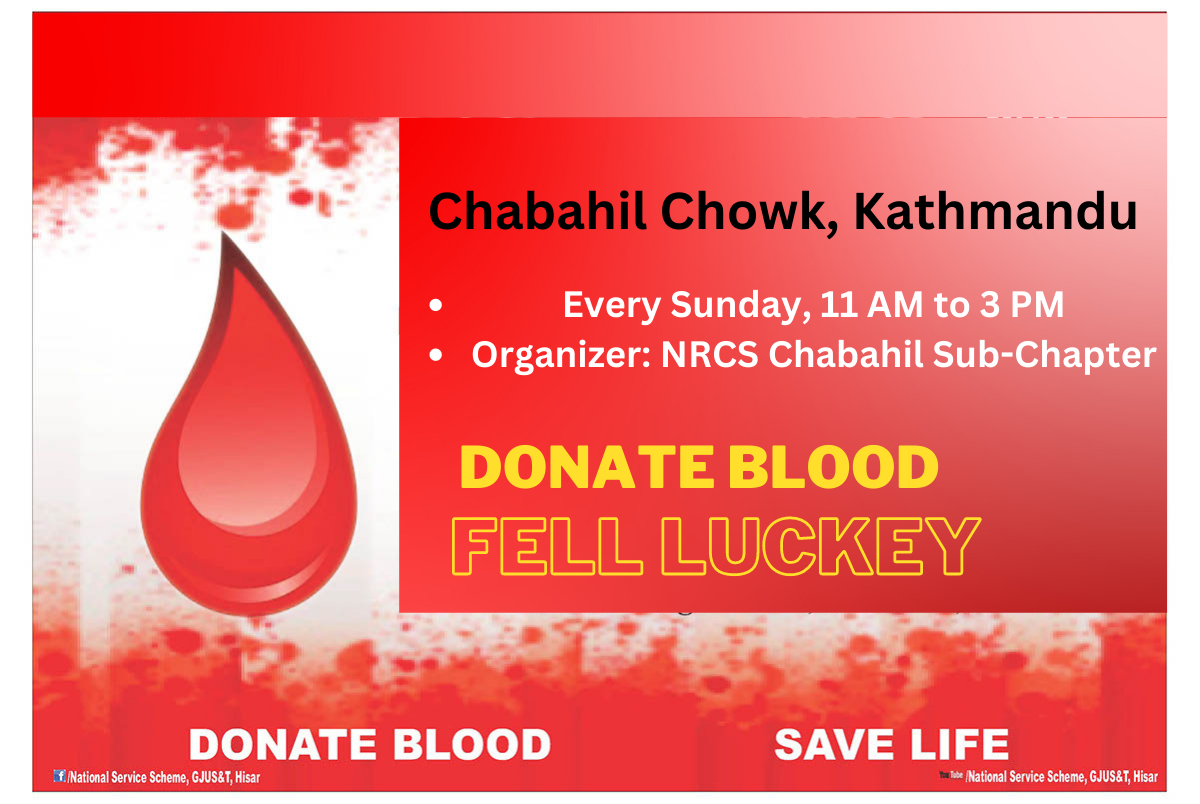 Chabahil Chowk, Kathmandu
• Every Sunday, 11 AM to 3 PM
• Organizer: NRCS Chabahil Sub-Chapter
DONATE BLOOD
FELL LUCKEY
DONATE BLOOD
SAVE LIFE
f /National Service Scheme, GJUS&T, Hisar
YouTube /National Service Scheme, GJUS&T, Hisar